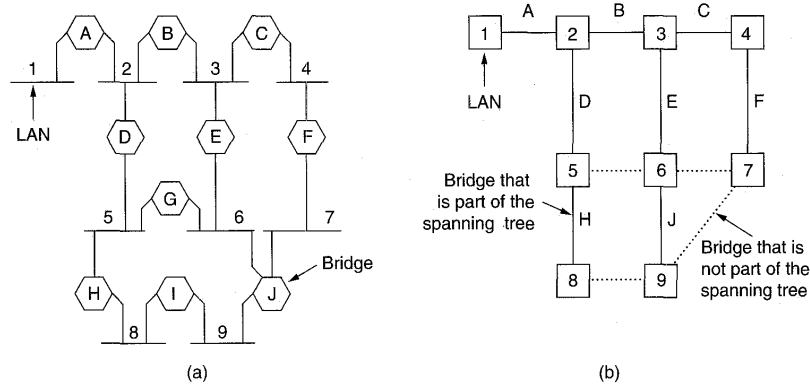 A B C
1 2 3 4
LAN
D E F
G
5 6 7
Bridge
H I J
8 9
(a)
A B C
1 2 3 4
LAN
D E F
5 6 7
Bridge that
is part of the
spanning tree
H J
Bridge that is
not part of the
spanning tree
8 9
(b)